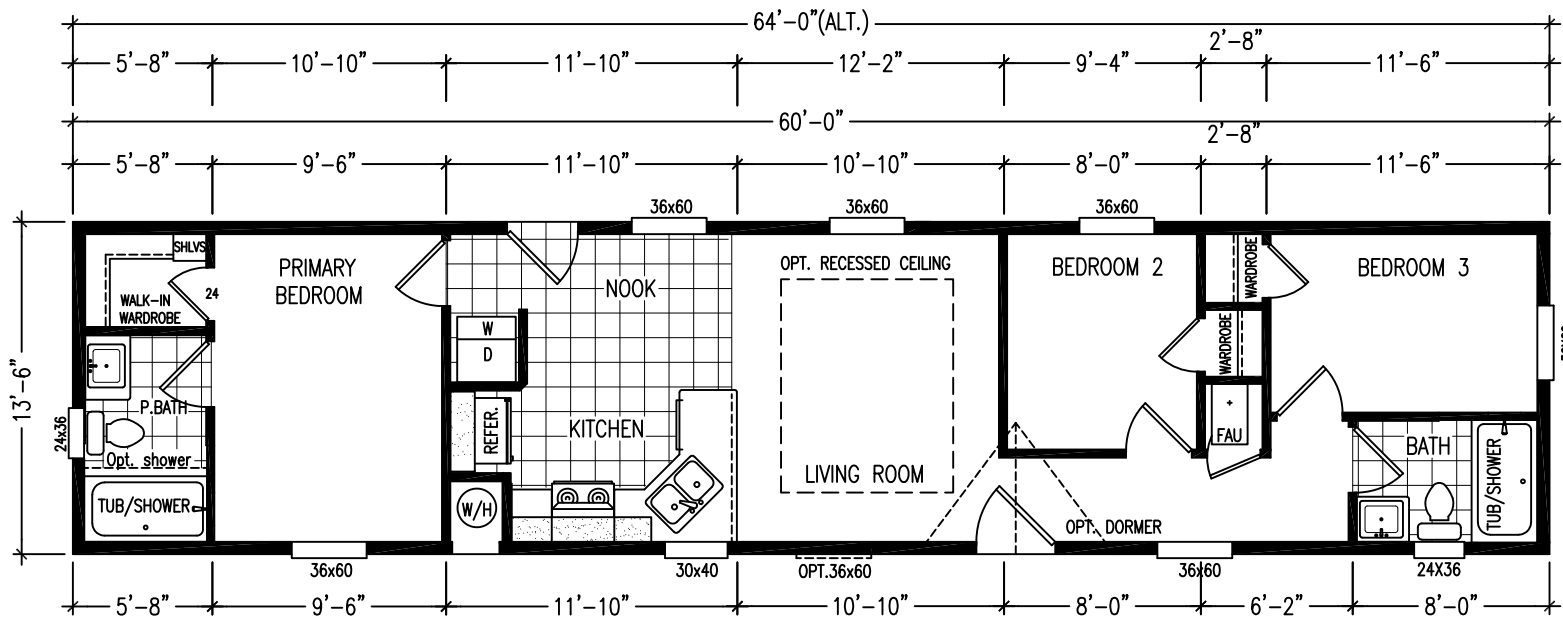 64'-0"(ALT.)
2'-8"
5'-8" 10'-10" 11'-10" 12'-2" 9'-4" 11'-6"
60'-0"
2'-8"
5'-8" 9'-6" 11'-10" 10'-10" 8'-0" 11'-6"
36x60 36x60 36x60
SHLVS
WALK-IN
WARDROBE
24
PRIMARY
BEDROOM
NOOK
OPT. RECESSED CEILING
BEDROOM 2
WARDROBE
WARDROBE
BEDROOM 3
13'-6"
W
D
24x36
P.BATH
Opt. shower
TUB/SHOWER
REFER.
KITCHEN
W/H
LIVING ROOM
FAU
BATH
TUB/SHOWER
OPT. DORMER
36x60 30x40 OPT.36x60 36x60 24X36
5'-8" 9'-6" 11'-10" 10'-10" 8'-0" 6'-2" 8'-0"